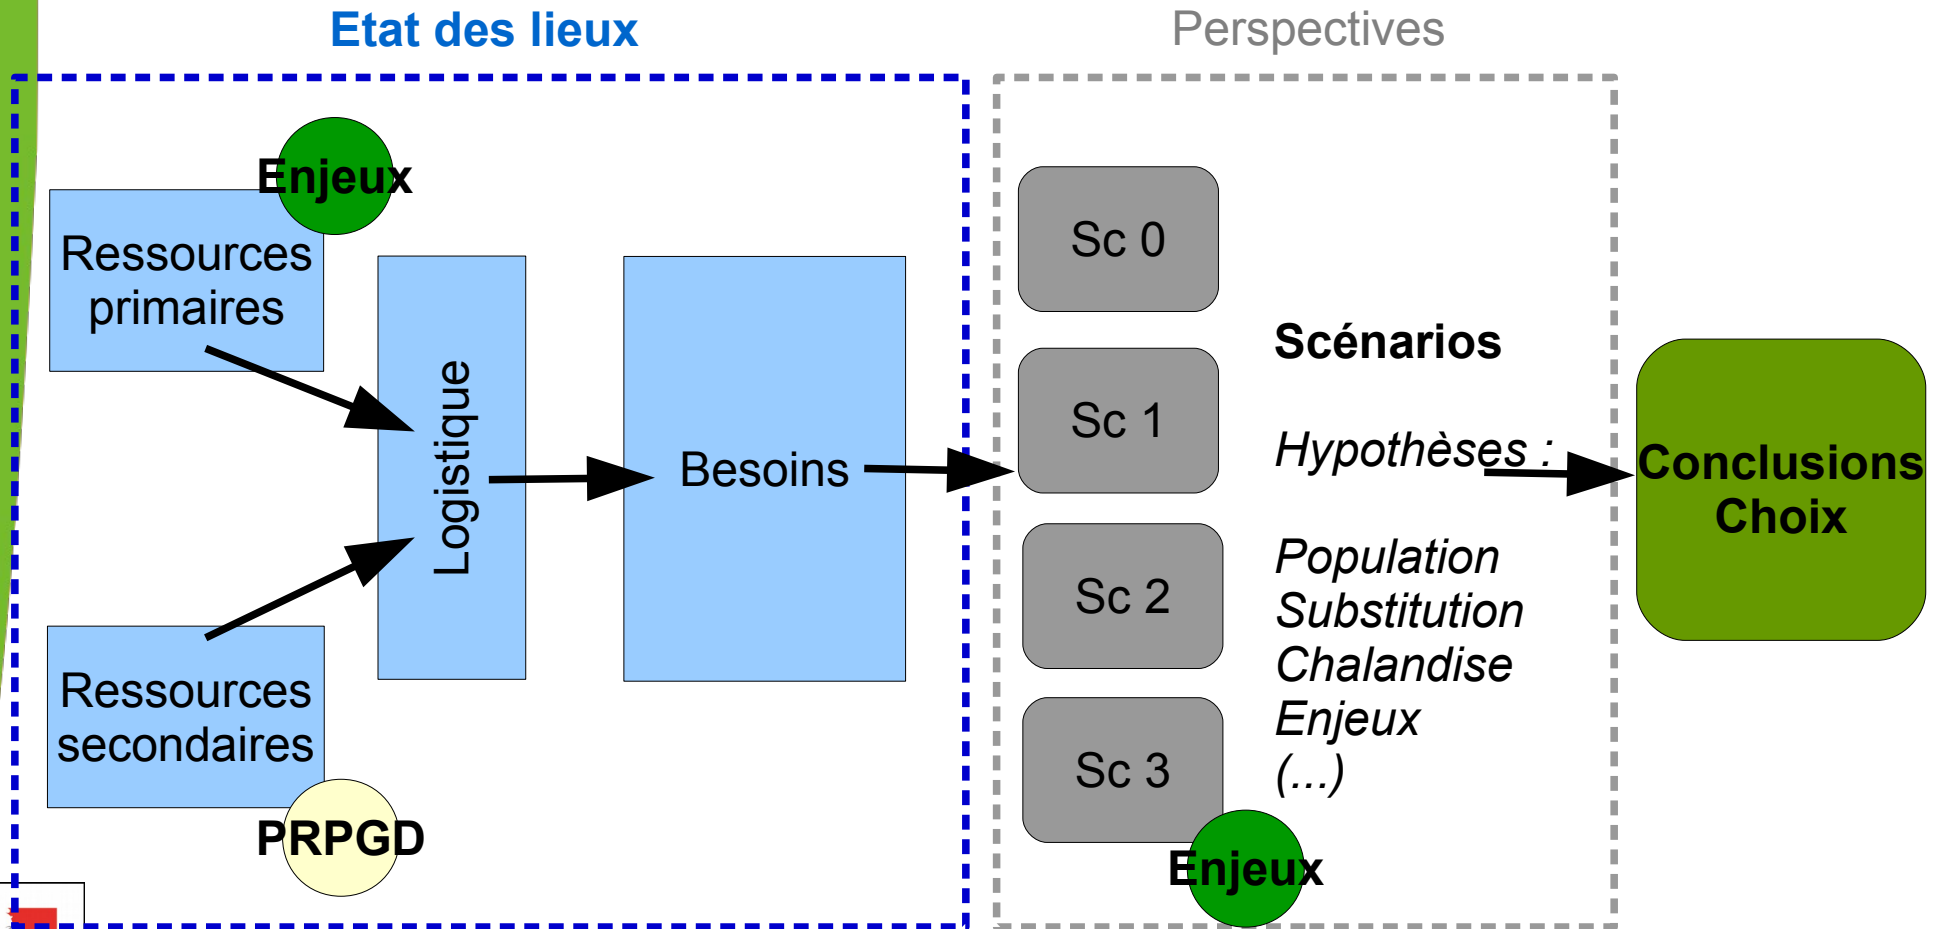 Etat des lieux
Perspectives
Enjeux
Ressources
primaires
Logistique
Besoins
Ressources
secondaires
PRPGD
Sc 0
Sc 1
Sc 2
Sc 3
Enjeux
Scénarios
Hypothèses :
Population
Substitution
Chalandise
Enjeux
(...)
Conclusions
Choix